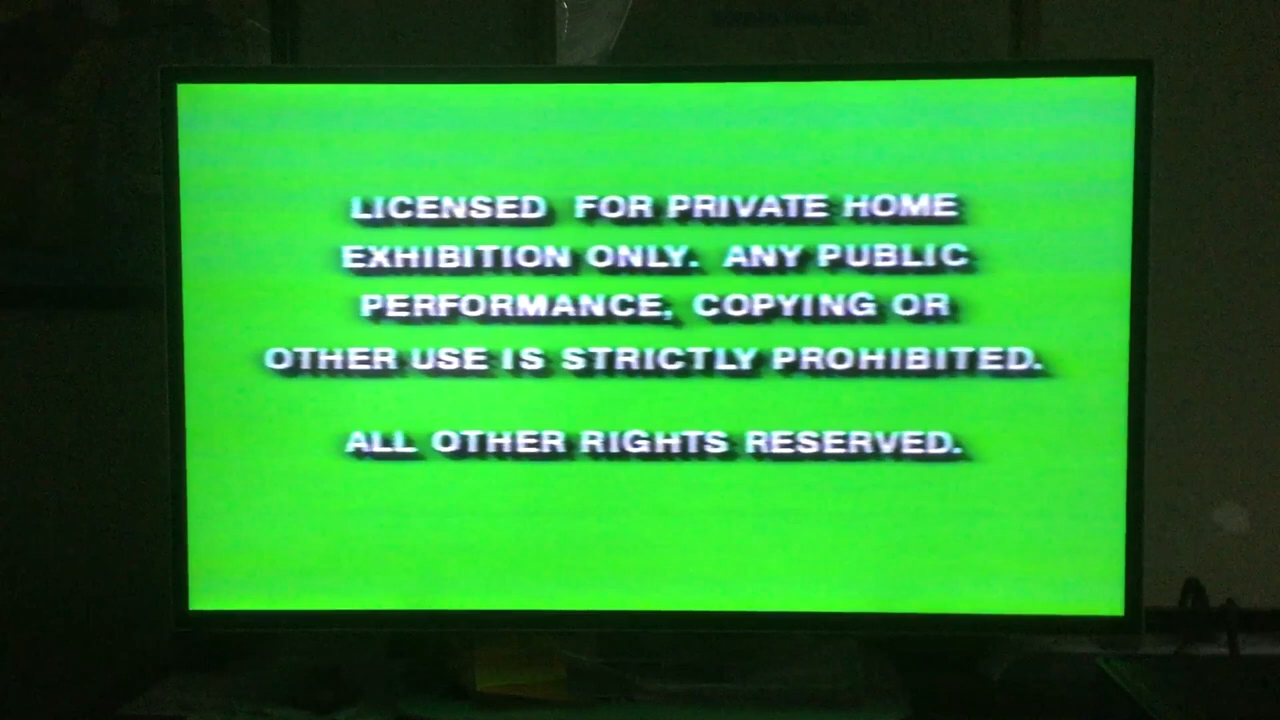 LICENSED FOR PRIVATE HOME
EXHIBITION ONLY. ANY PUBLIC
PERFORMANCE, COPYING OR
OTHER USE IS STRICTLY PROHIBITED.
ALL OTHER RIGHTS RESERVED.